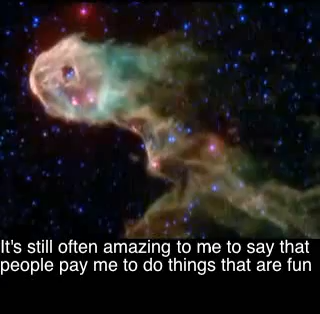 It's still often amazing to me to say that
people pay me to do things that are fun